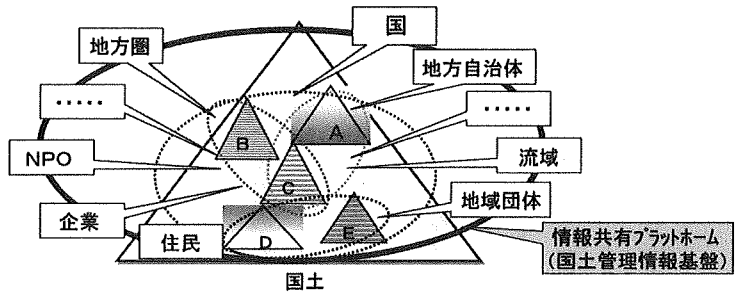 国
地方圏
地方自治体
・・・・・
・・・・・
B
A
NPO
流域
C
企業
地域団体
住民
D
E
情報共有プラットホーム
(国土管理情報基盤)
国土